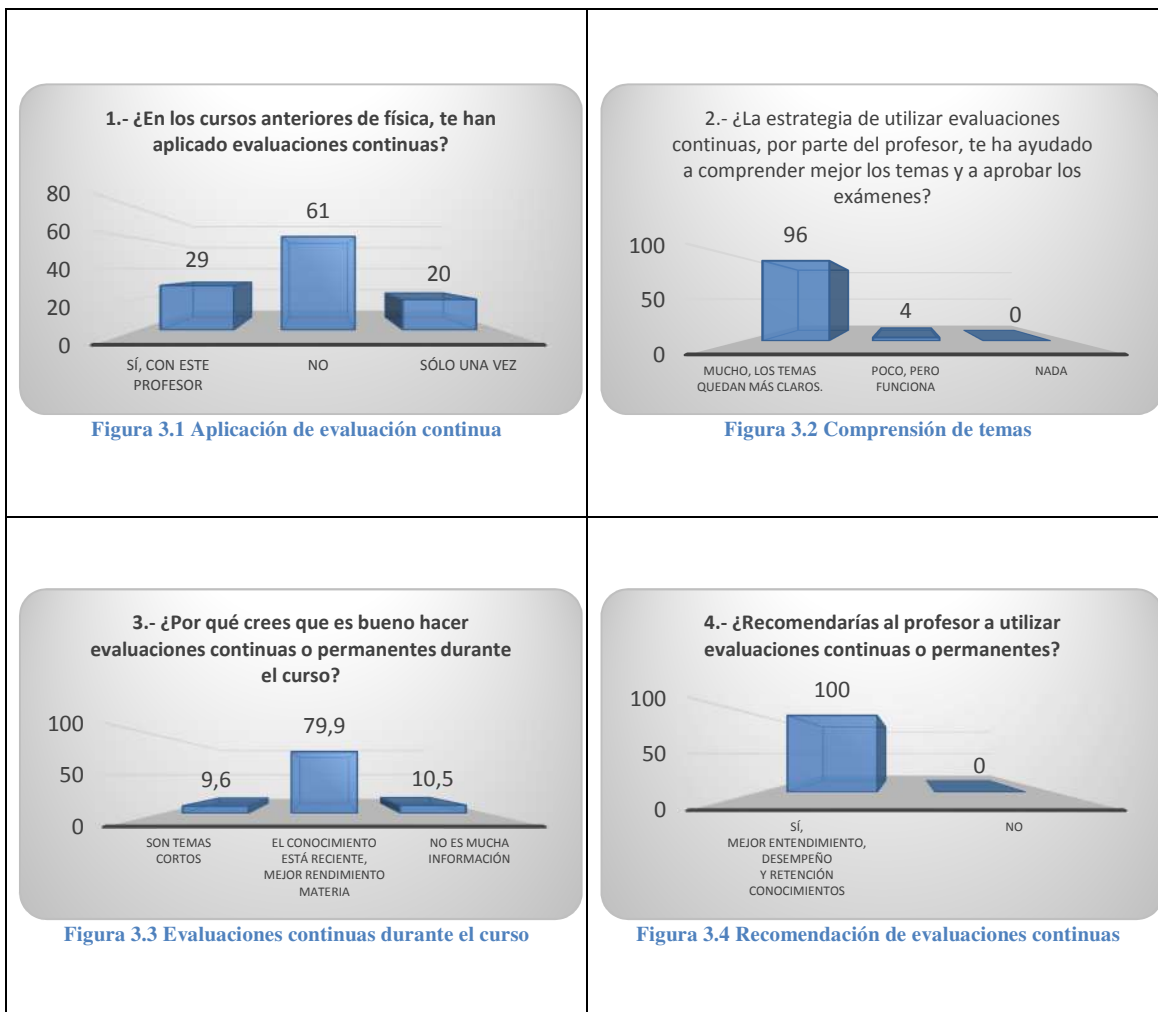 1.- ¿En los cursos anteriores de física, te han
aplicado evaluaciones continuas?
80
60
40
20
0
29
61
20
SÍ, CON ESTE
PROFESOR
NO
SÓLO UNA VEZ
Figura 3.1 Aplicación de evaluación continua
2.- ¿La estrategia de utilizar evaluaciones
continuas, por parte del profesor, te ha ayudado
a comprender mejor los temas y a aprobar los
exámenes?
100
50
0
96
4
0
MUCHO, LOS TEMAS
QUEDAN MÁS CLAROS.
POCO, PERO
FUNCIONA
NADA
Figura 3.2 Comprensión de temas
3.- ¿Por qué crees que es bueno hacer
evaluaciones continuas o permanentes durante
el curso?
100
50
0
9,6
79,9
10,5
SON TEMAS
CORTOS
EL CONOCIMIENTO
ESTÁ RECIENTE,
MEJOR RENDIMIENTO
MATERIA
NO ES MUCHA
INFORMACIÓN
Figura 3.3 Evaluaciones continuas durante el curso
4.- ¿Recomendarías al profesor a utilizar
evaluaciones continuas o permanentes?
100
50
0
100
0
SÍ,
MEJOR ENTENDIMIENTO,
DESEMPEÑO
Y RETENCIÓN
CONOCIMIENTOS
NO
Figura 3.4 Recomendación de evaluaciones continuas